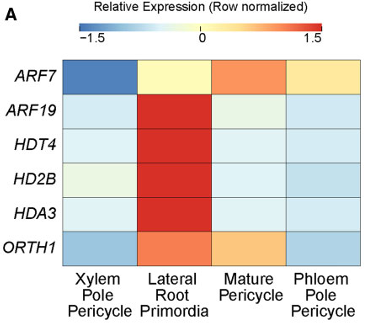 A
Relative Expression (Row normalized)
−1.5 0 1.5
ARF7
ARF19
HDT4
HD2B
HDA3
ORTH1
Xylem Pole Pericycle
Lateral Root Primordia
Mature Pericycle
Phloem Pole Pericycle